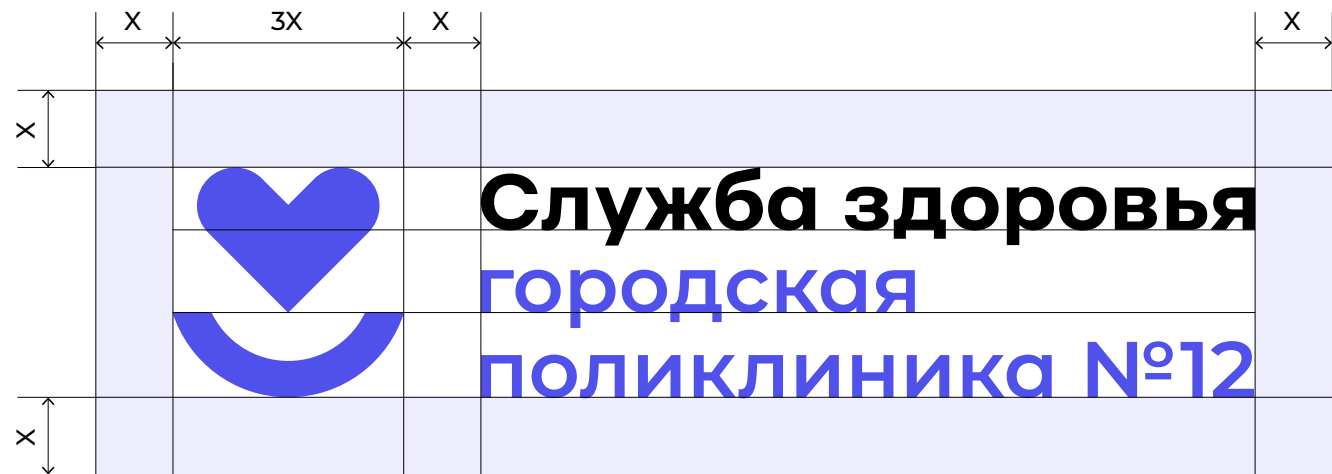 X 3X X X
X
Служба здоровья
городская
поликлиника №12
X